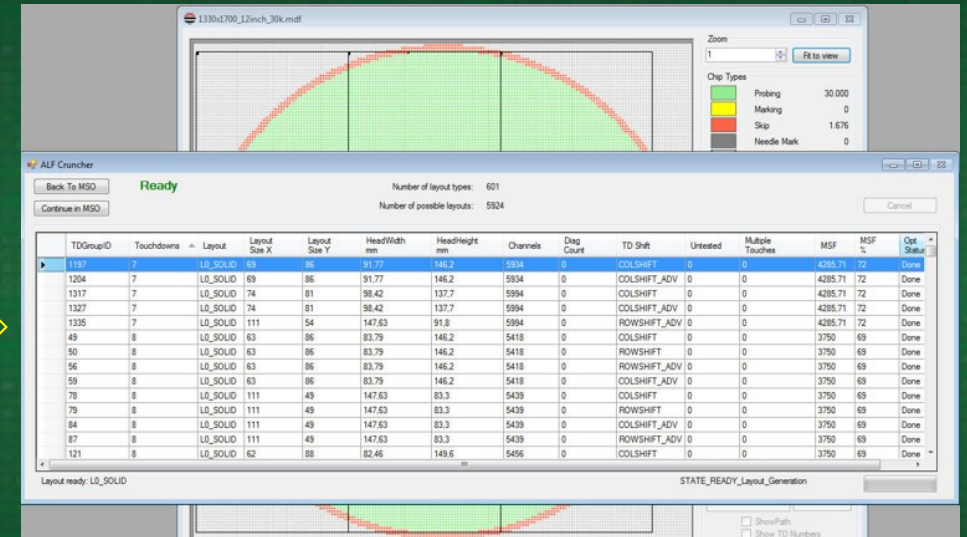 1330x1700_12inch_30k.mdf
Zoom
1 Fit to view
Chip Types
Probing 30.000
Marking 0
Skip 1.676
Needle Mark 0
ALF Cruncher
Back To MSO Ready Number of layout types: 601
Continue in MSO Number of possible layouts: 5924 Cancel
TDGroupID Touchdowns Layout Layout Size X Layout Size Y HeadWidth mm HeadHeight mm Channels Diag Count TD Shift Untested Multiple Touches MSF MSF % Opt Status
1197 7 L0_SOLID 69 86 91,77 146,2 5934 0 COLSHIFT 0 0 4285,71 72 Done
1204 7 L0_SOLID 69 86 91,77 146,2 5934 0 COLSHIFT_ADV 0 0 4285,71 72 Done
1317 7 L0_SOLID 74 81 98,42 137,7 5994 0 COLSHIFT 0 0 4285,71 72 Done
1327 7 L0_SOLID 74 81 98,42 137,7 5994 0 COLSHIFT_ADV 0 0 4285,71 72 Done
1335 7 L0_SOLID 111 54 147,63 91,8 5994 0 ROWSHIFT_ADV 0 0 4285,71 72 Done
49 8 L0_SOLID 63 86 83,79 146,2 5418 0 COLSHIFT 0 0 3750 69 Done
50 8 L0_SOLID 63 86 83,79 146,2 5418 0 ROWSHIFT 0 0 3750 69 Done
56 8 L0_SOLID 63 86 83,79 146,2 5418 0 ROWSHIFT_ADV 0 0 3750 69 Done
59 8 L0_SOLID 63 86 83,79 146,2 5418 0 COLSHIFT_ADV 0 0 3750 69 Done
78 8 L0_SOLID 111 49 147,63 83,3 5439 0 COLSHIFT 0 0 3750 69 Done
79 8 L0_SOLID 111 49 147,63 83,3 5439 0 ROWSHIFT 0 0 3750 69 Done
84 8 L0_SOLID 111 49 147,63 83,3 5439 0 COLSHIFT_ADV 0 0 3750 69 Done
87 8 L0_SOLID 111 49 147,63 83,3 5439 0 ROWSHIFT_ADV 0 0 3750 69 Done
121 8 L0_SOLID 62 88 82,46 149,6 5456 0 COLSHIFT 0 0 3750 69 Done
Layout ready: L0_SOLID STATE_READY_Layout_Generation
ShowPath
Show TD Numbers